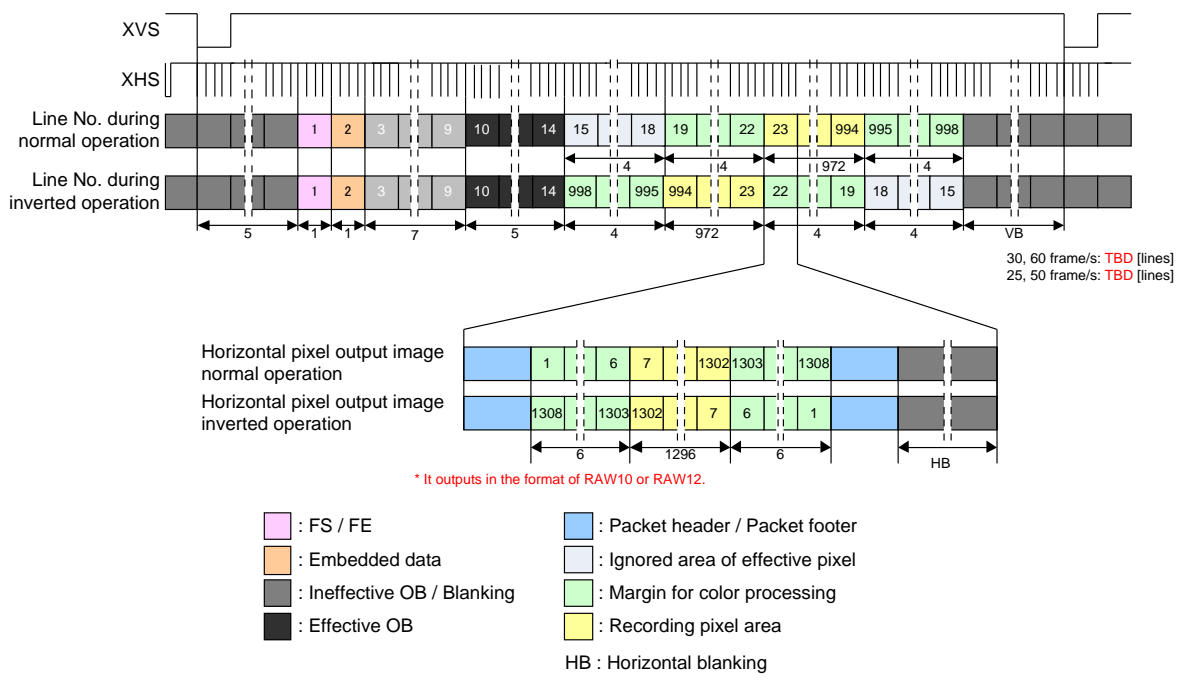 XVS
XHS
Line No. during
normal operation
1 2 3 9 10 14 15 18 19 22 23 994 995 998
4 4 972 4
Line No. during
inverted operation
1 2 3 9 10 14 998 995 994 23 22 19 18 15
5 1 1 7 5 4 972 4 4 VB
30, 60 frame/s: TBD [lines]
25, 50 frame/s: TBD [lines]
Horizontal pixel output image
normal operation
1 6 7 1302 1303 1308
Horizontal pixel output image
inverted operation
1308 1303 1302 7 6 1
6 1296 6 HB
* It outputs in the format of RAW10 or RAW12.
: FS / FE
: Packet header / Packet footer
: Embedded data
: Ignored area of effective pixel
: Ineffective OB / Blanking
: Margin for color processing
: Effective OB
: Recording pixel area
HB : Horizontal blanking